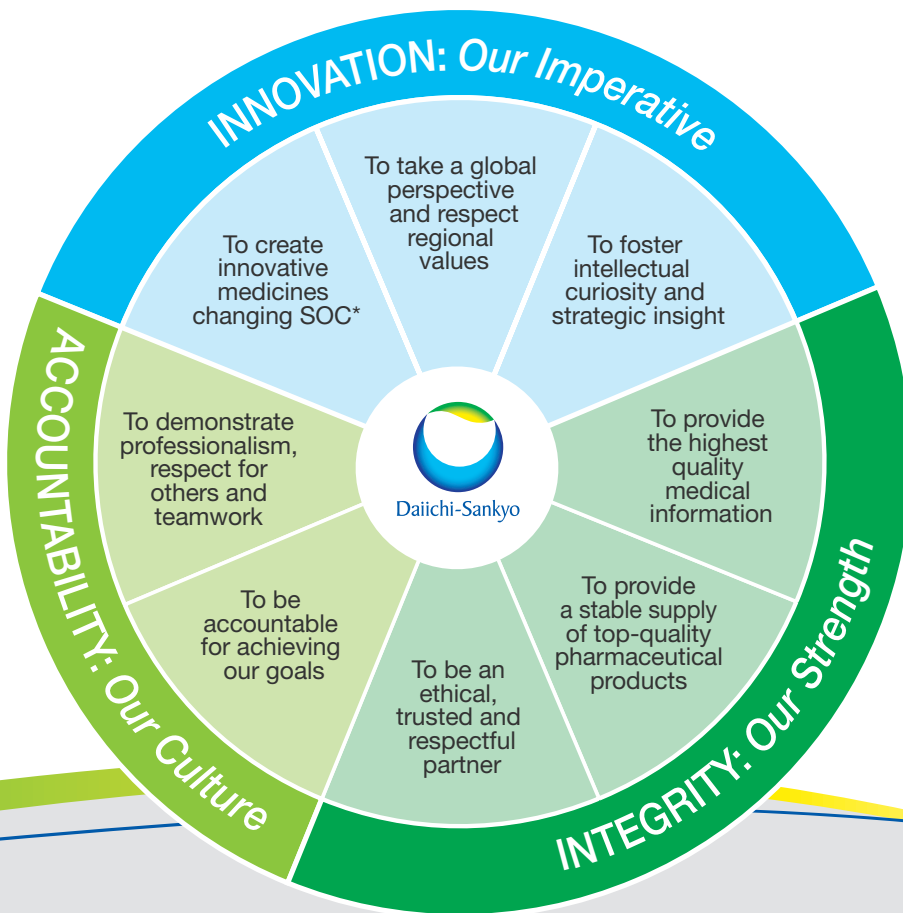 INNOVATION: Our Imperative
To create
innovative
medicines
changing SOC*
To take a global
perspective
and respect
regional
values
To foster
intellectual
curiosity and
strategic insight
ACCOUNTABILITY: Our Culture
To demonstrate
professionalism,
respect for
others and
teamwork
To be
accountable
for achieving
our goals
Daiichi-Sankyo
INTEGRITY: Our Strength
To provide
the highest
quality
medical
information
To provide
a stable supply
of top-quality
pharmaceutical
products
To be an
ethical,
trusted and
respectful
partner